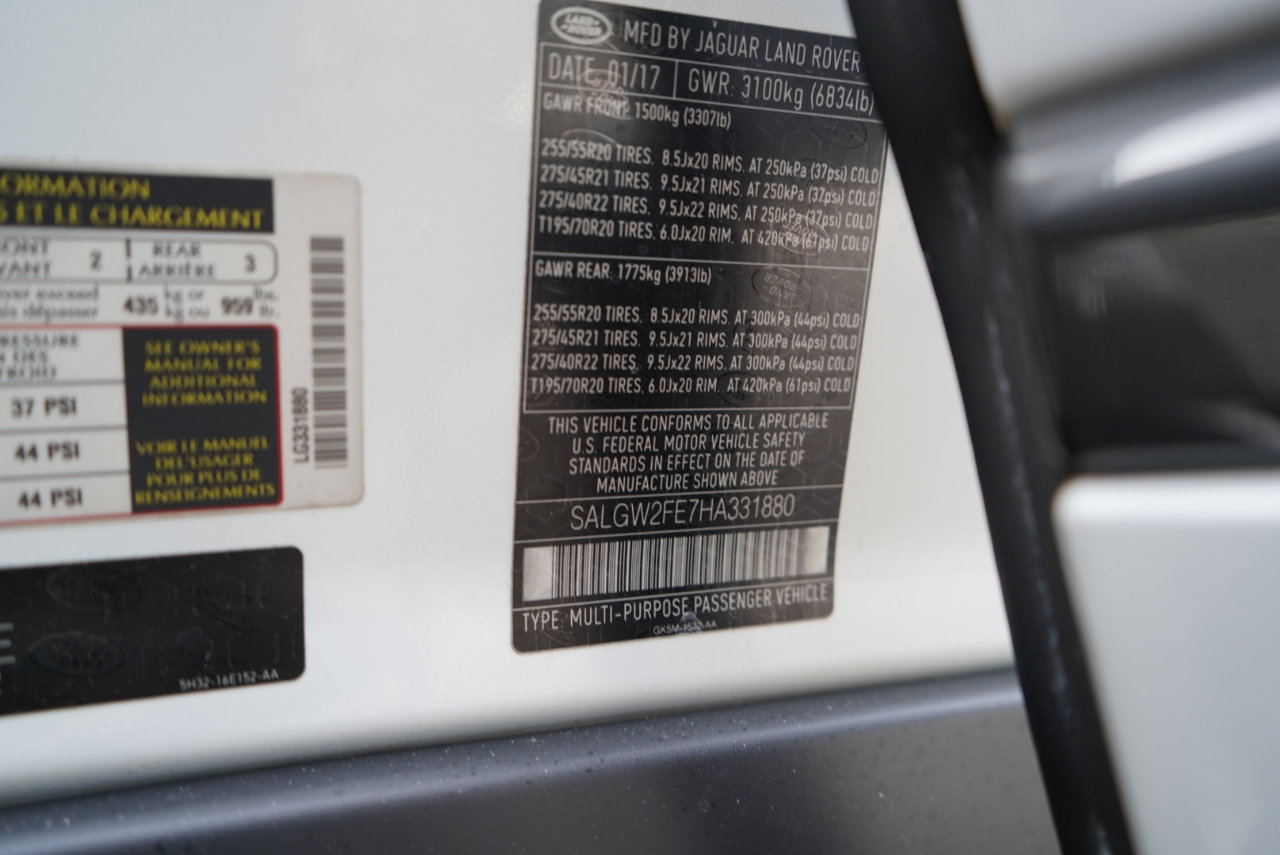 ORMATION
S ET LE CHARGEMENT
2 REAR
ARRIÈRE 3
435 kg or 959 lbs.
kg ou
37 PSI
44 PSI
44 PSI
SEE OWNER'S
MANUAL FOR
ADDITIONAL
INFORMATION
VOIR LE MANUEL
DE L'USAGER
POUR PLUS DE
RENSEIGNEMENTS
LG331880
5H32-16E152-AA
LAND ROVER
MFD BY JAGUAR LAND ROVER
DATE 01/17 GWR: 3100kg (6834lb)
GAWR FRONT 1500kg (3307lb)
255/55R20 TIRES. 8.5Jx20 RIMS. AT 250kPa (37psi) COLD
275/45R21 TIRES. 9.5Jx21 RIMS. AT 250kPa (37psi) COLD
275/40R22 TIRES. 9.5Jx22 RIMS. AT 250kPa (37psi) COLD
T195/70R20 TIRES. 6.0Jx20 RIM. AT 420kPa (61psi) COLD
GAWR REAR: 1775kg (3913lb)
255/55R20 TIRES. 8.5Jx20 RIMS. AT 300kPa (44psi) COLD
275/45R21 TIRES. 9.5Jx21 RIMS. AT 300kPa (44psi) COLD
275/40R22 TIRES. 9.5Jx22 RIMS. AT 300kPa (44psi) COLD
T195/70R20 TIRES. 6.0Jx20 RIM. AT 420kPa (61psi) COLD
THIS VEHICLE CONFORMS TO ALL APPLICABLE
U.S. FEDERAL MOTOR VEHICLE SAFETY
STANDARDS IN EFFECT ON THE DATE OF
MANUFACTURE SHOWN ABOVE
SALGW2FE7HA331880
TYPE: MULTI-PURPOSE PASSENGER VEHICLE